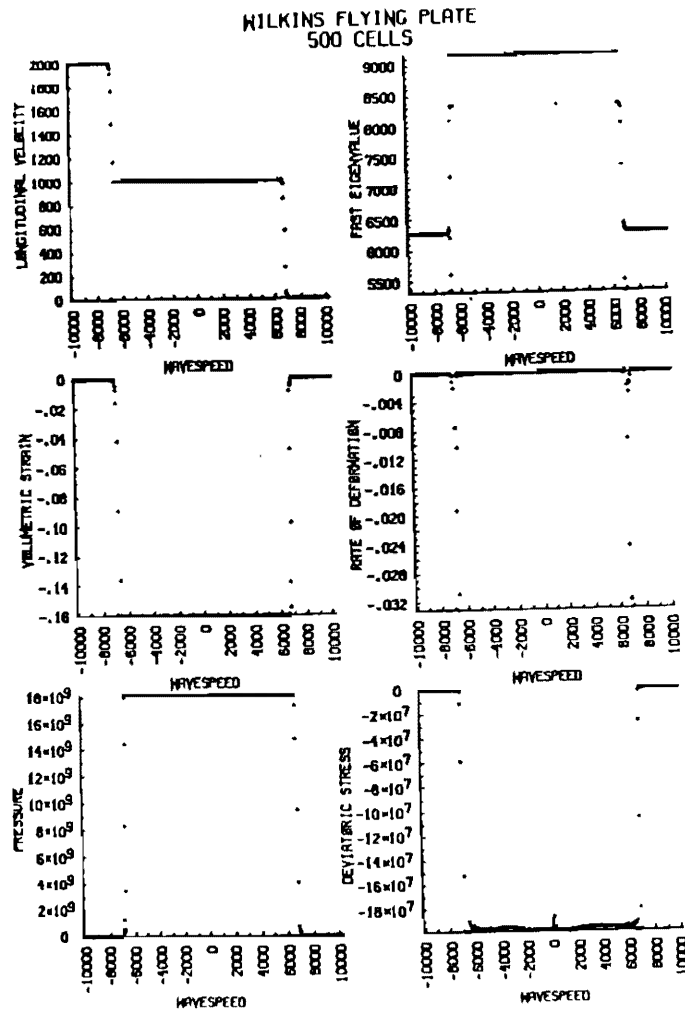 WILKINS FLYING PLATE
500 CELLS
LONGITUDINAL VELOCITY
2000
1800
1600
1400
1200
1000
800
600
400
200
0
-10000 -8000 -6000 -4000 -2000 0 2000 4000 6000 8000 10000
WAVESPEED
FAST EIGENVALUE
9000
8500
8000
7500
7000
6500
6000
5500
-10000 -8000 -6000 -4000 -2000 0 2000 4000 6000 8000 10000
WAVESPEED
VOLUMETRIC STRAIN
0
-.02
-.04
-.06
-.08
-.10
-.12
-.14
-.16
-10000 -8000 -6000 -4000 -2000 0 2000 4000 6000 8000 10000
WAVESPEED
RATE OF DEFORMATION
0
-.004
-.008
-.012
-.016
-.020
-.024
-.028
-.032
-10000 -8000 -6000 -4000 -2000 0 2000 4000 6000 8000 10000
WAVESPEED
PRESSURE
18×10⁹
16×10⁹
14×10⁹
12×10⁹
10×10⁹
8×10⁹
6×10⁹
4×10⁹
2×10⁹
0
-10000 -8000 -6000 -4000 -2000 0 2000 4000 6000 8000 10000
WAVESPEED
DEVIATORIC STRESS
0
-2×10⁷
-4×10⁷
-6×10⁷
-8×10⁷
-10×10⁷
-12×10⁷
-14×10⁷
-16×10⁷
-18×10⁷
-10000 -8000 -6000 -4000 -2000 0 2000 4000 6000 8000 10000
WAVESPEED